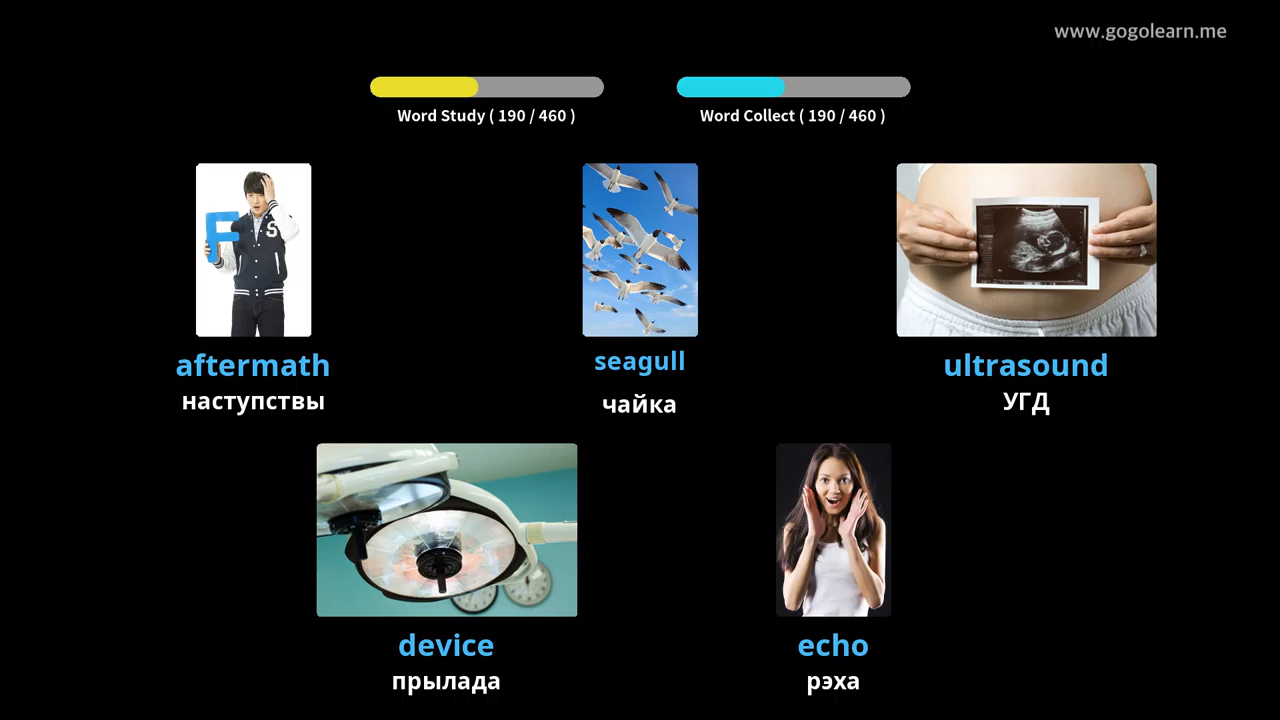 www.gogolearn.me
Word Study ( 190 / 460 )
Word Collect ( 190 / 460 )
F
S
aftermath
наступствы
seagull
чайка
ultrasound
УГД
device
прылада
echo
рэха